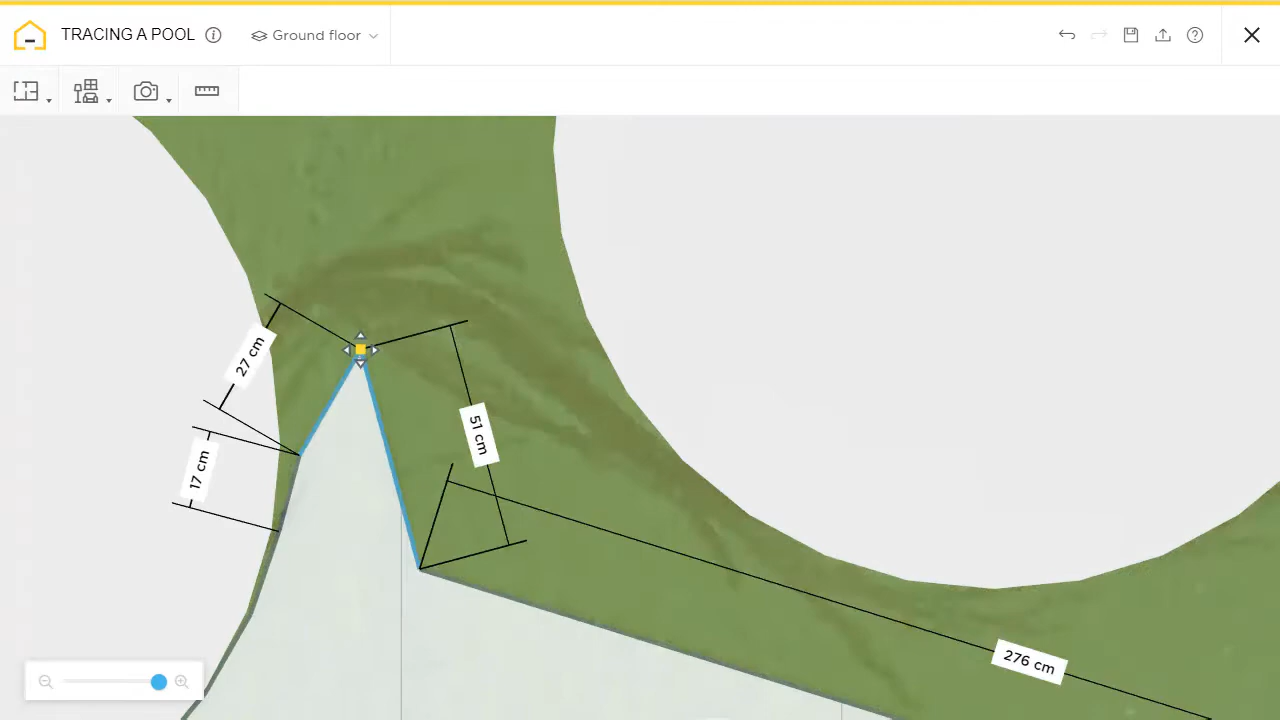 TRACING A POOL
Ground floor
27 cm
51 cm
17 cm
276 cm